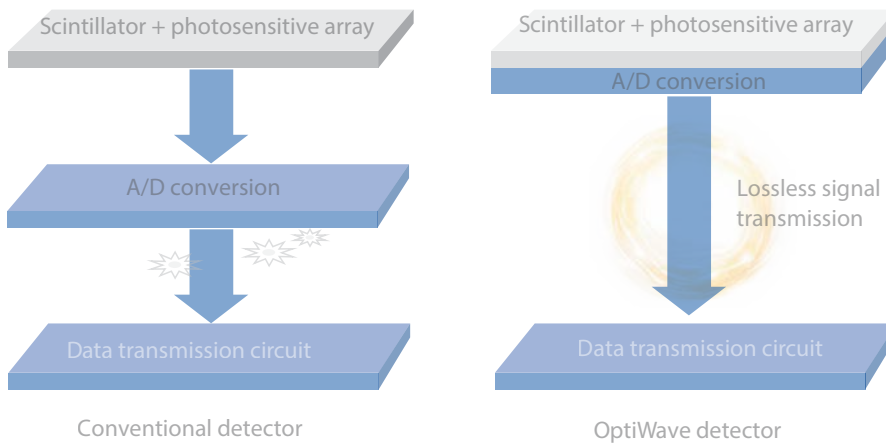 Scintillator + photosensitive array
A/D conversion
Data transmission circuit
Conventional detector
Scintillator + photosensitive array
A/D conversion
Lossless signal
transmission
Data transmission circuit
OptiWave detector